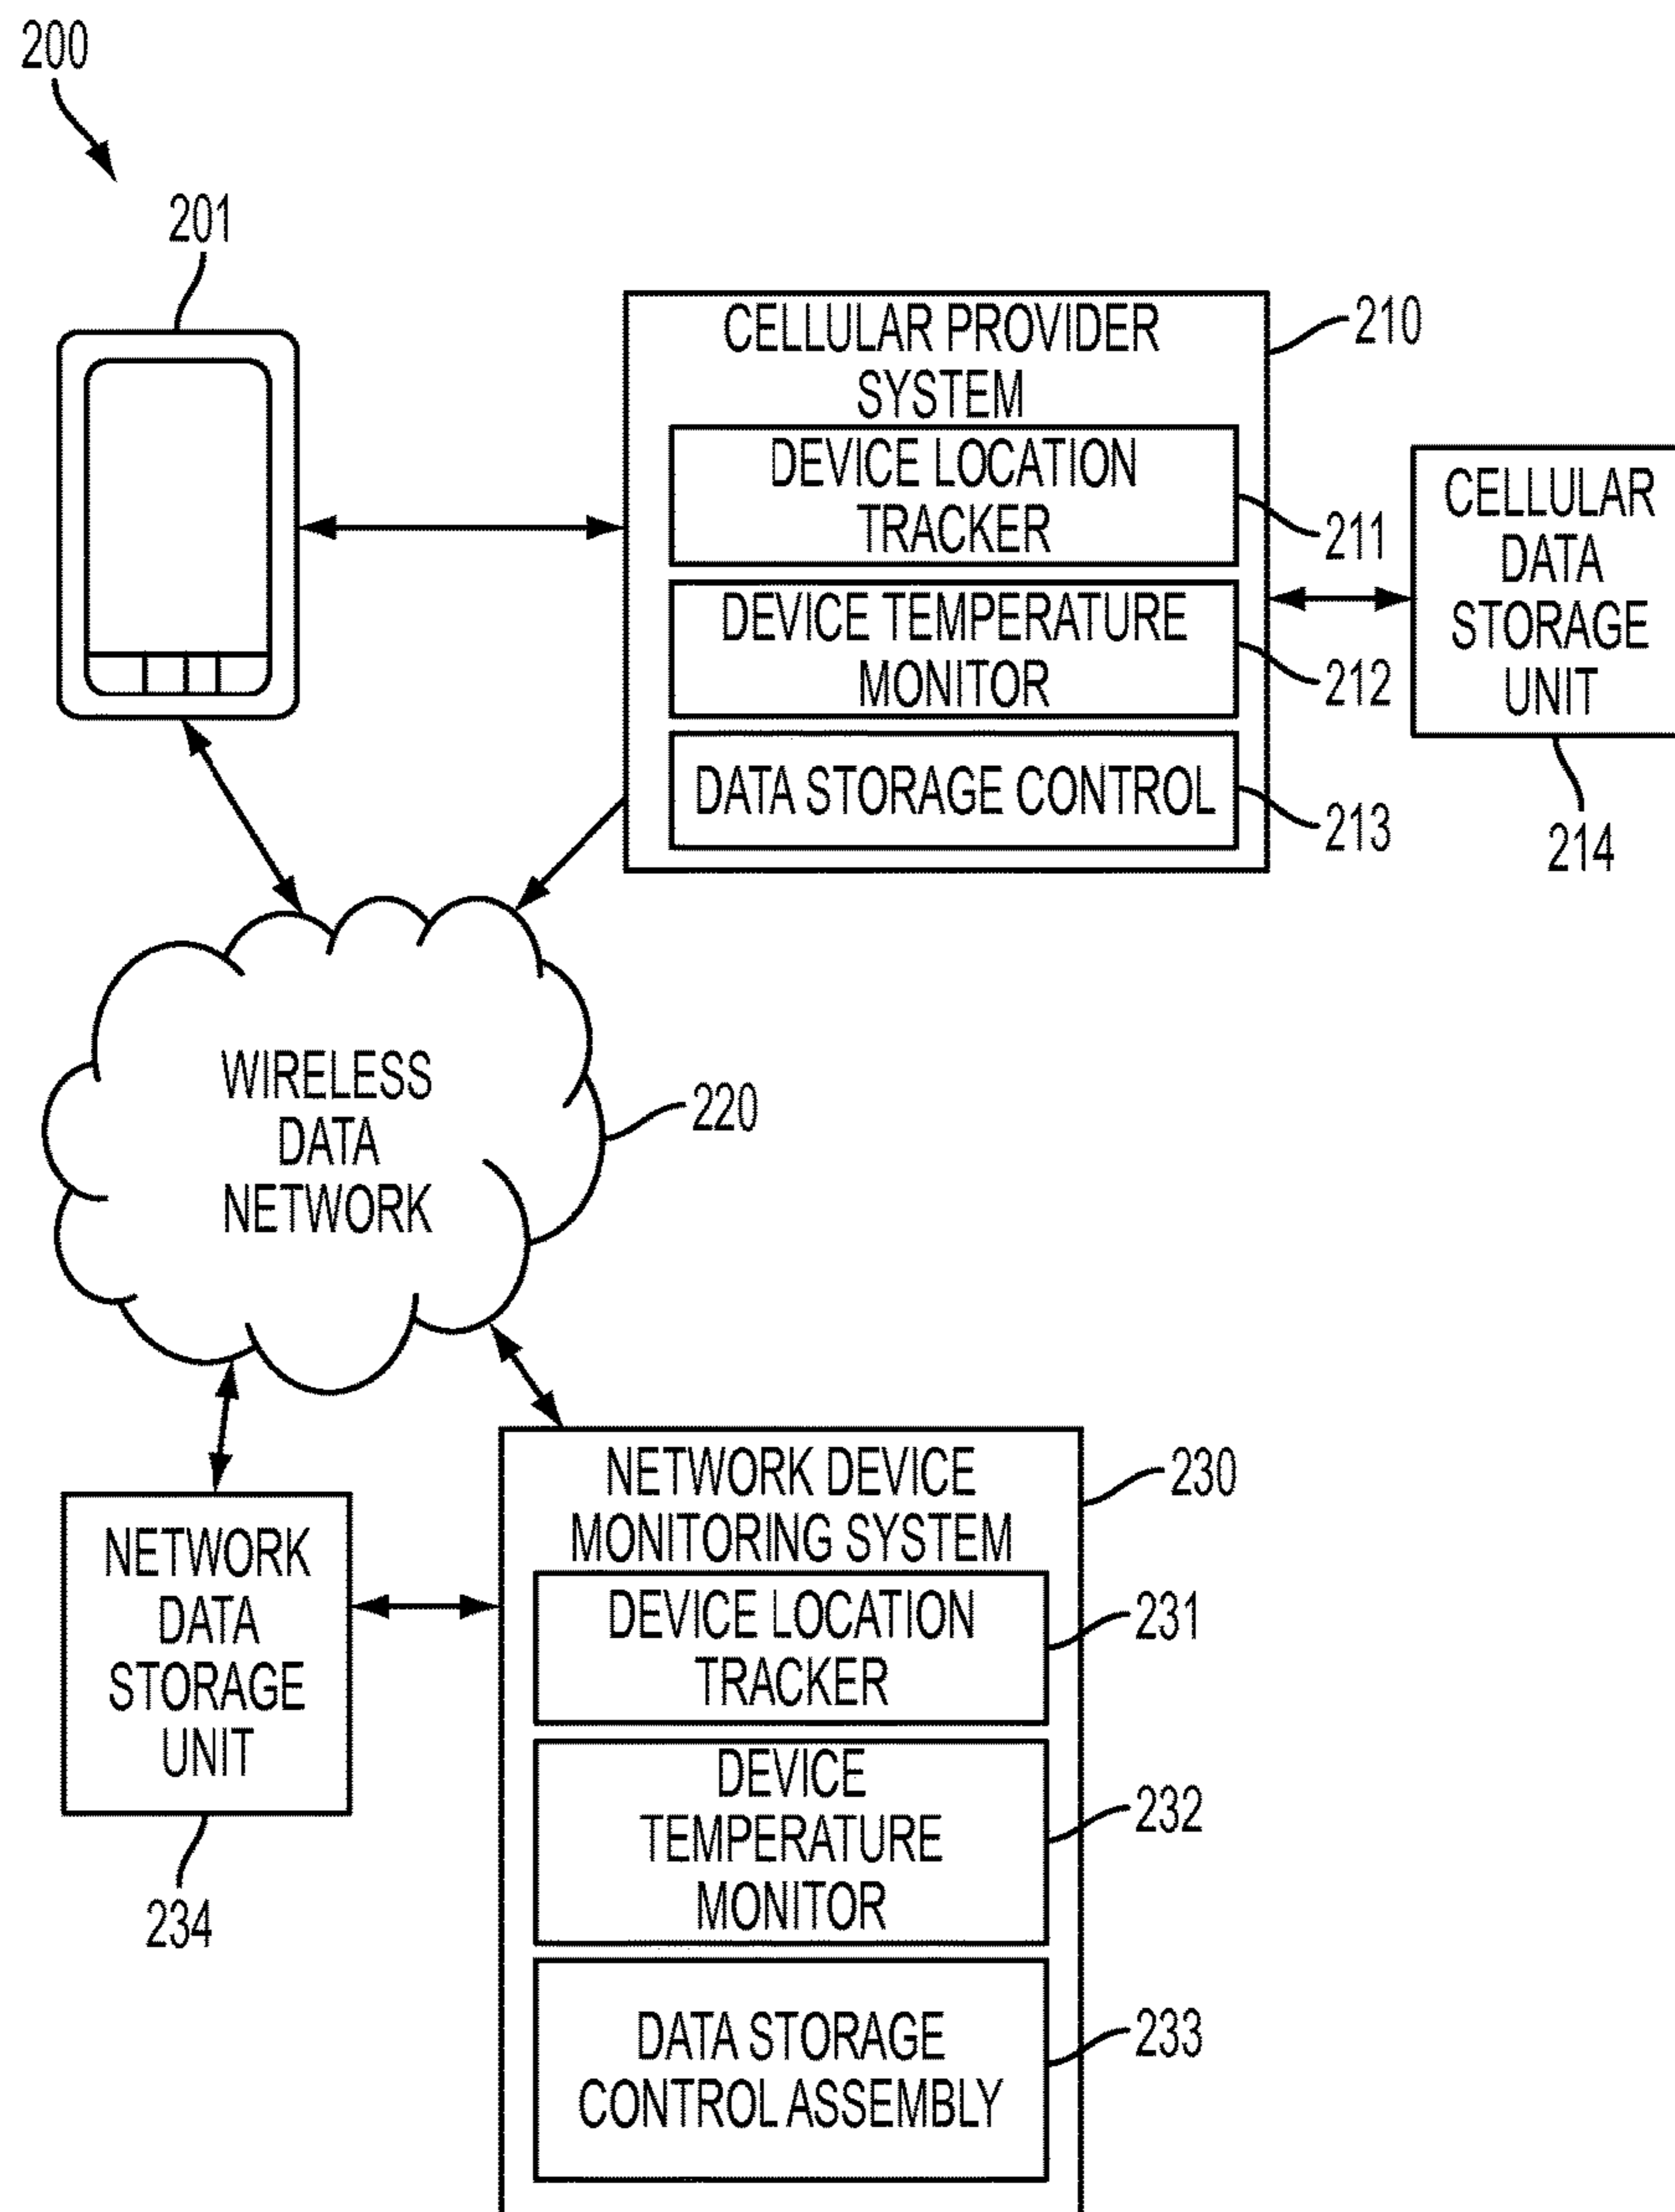 200
201
CELLULAR PROVIDER
SYSTEM
210
DEVICE LOCATION
TRACKER
211
DEVICE TEMPERATURE
MONITOR
212
DATA STORAGE CONTROL
213
CELLULAR
DATA
STORAGE
UNIT
214
WIRELESS
DATA
NETWORK
220
NETWORK DEVICE
MONITORING SYSTEM
230
DEVICE LOCATION
TRACKER
231
DEVICE
TEMPERATURE
MONITOR
232
DATA STORAGE
CONTROL ASSEMBLY
233
NETWORK
DATA
STORAGE
UNIT
234